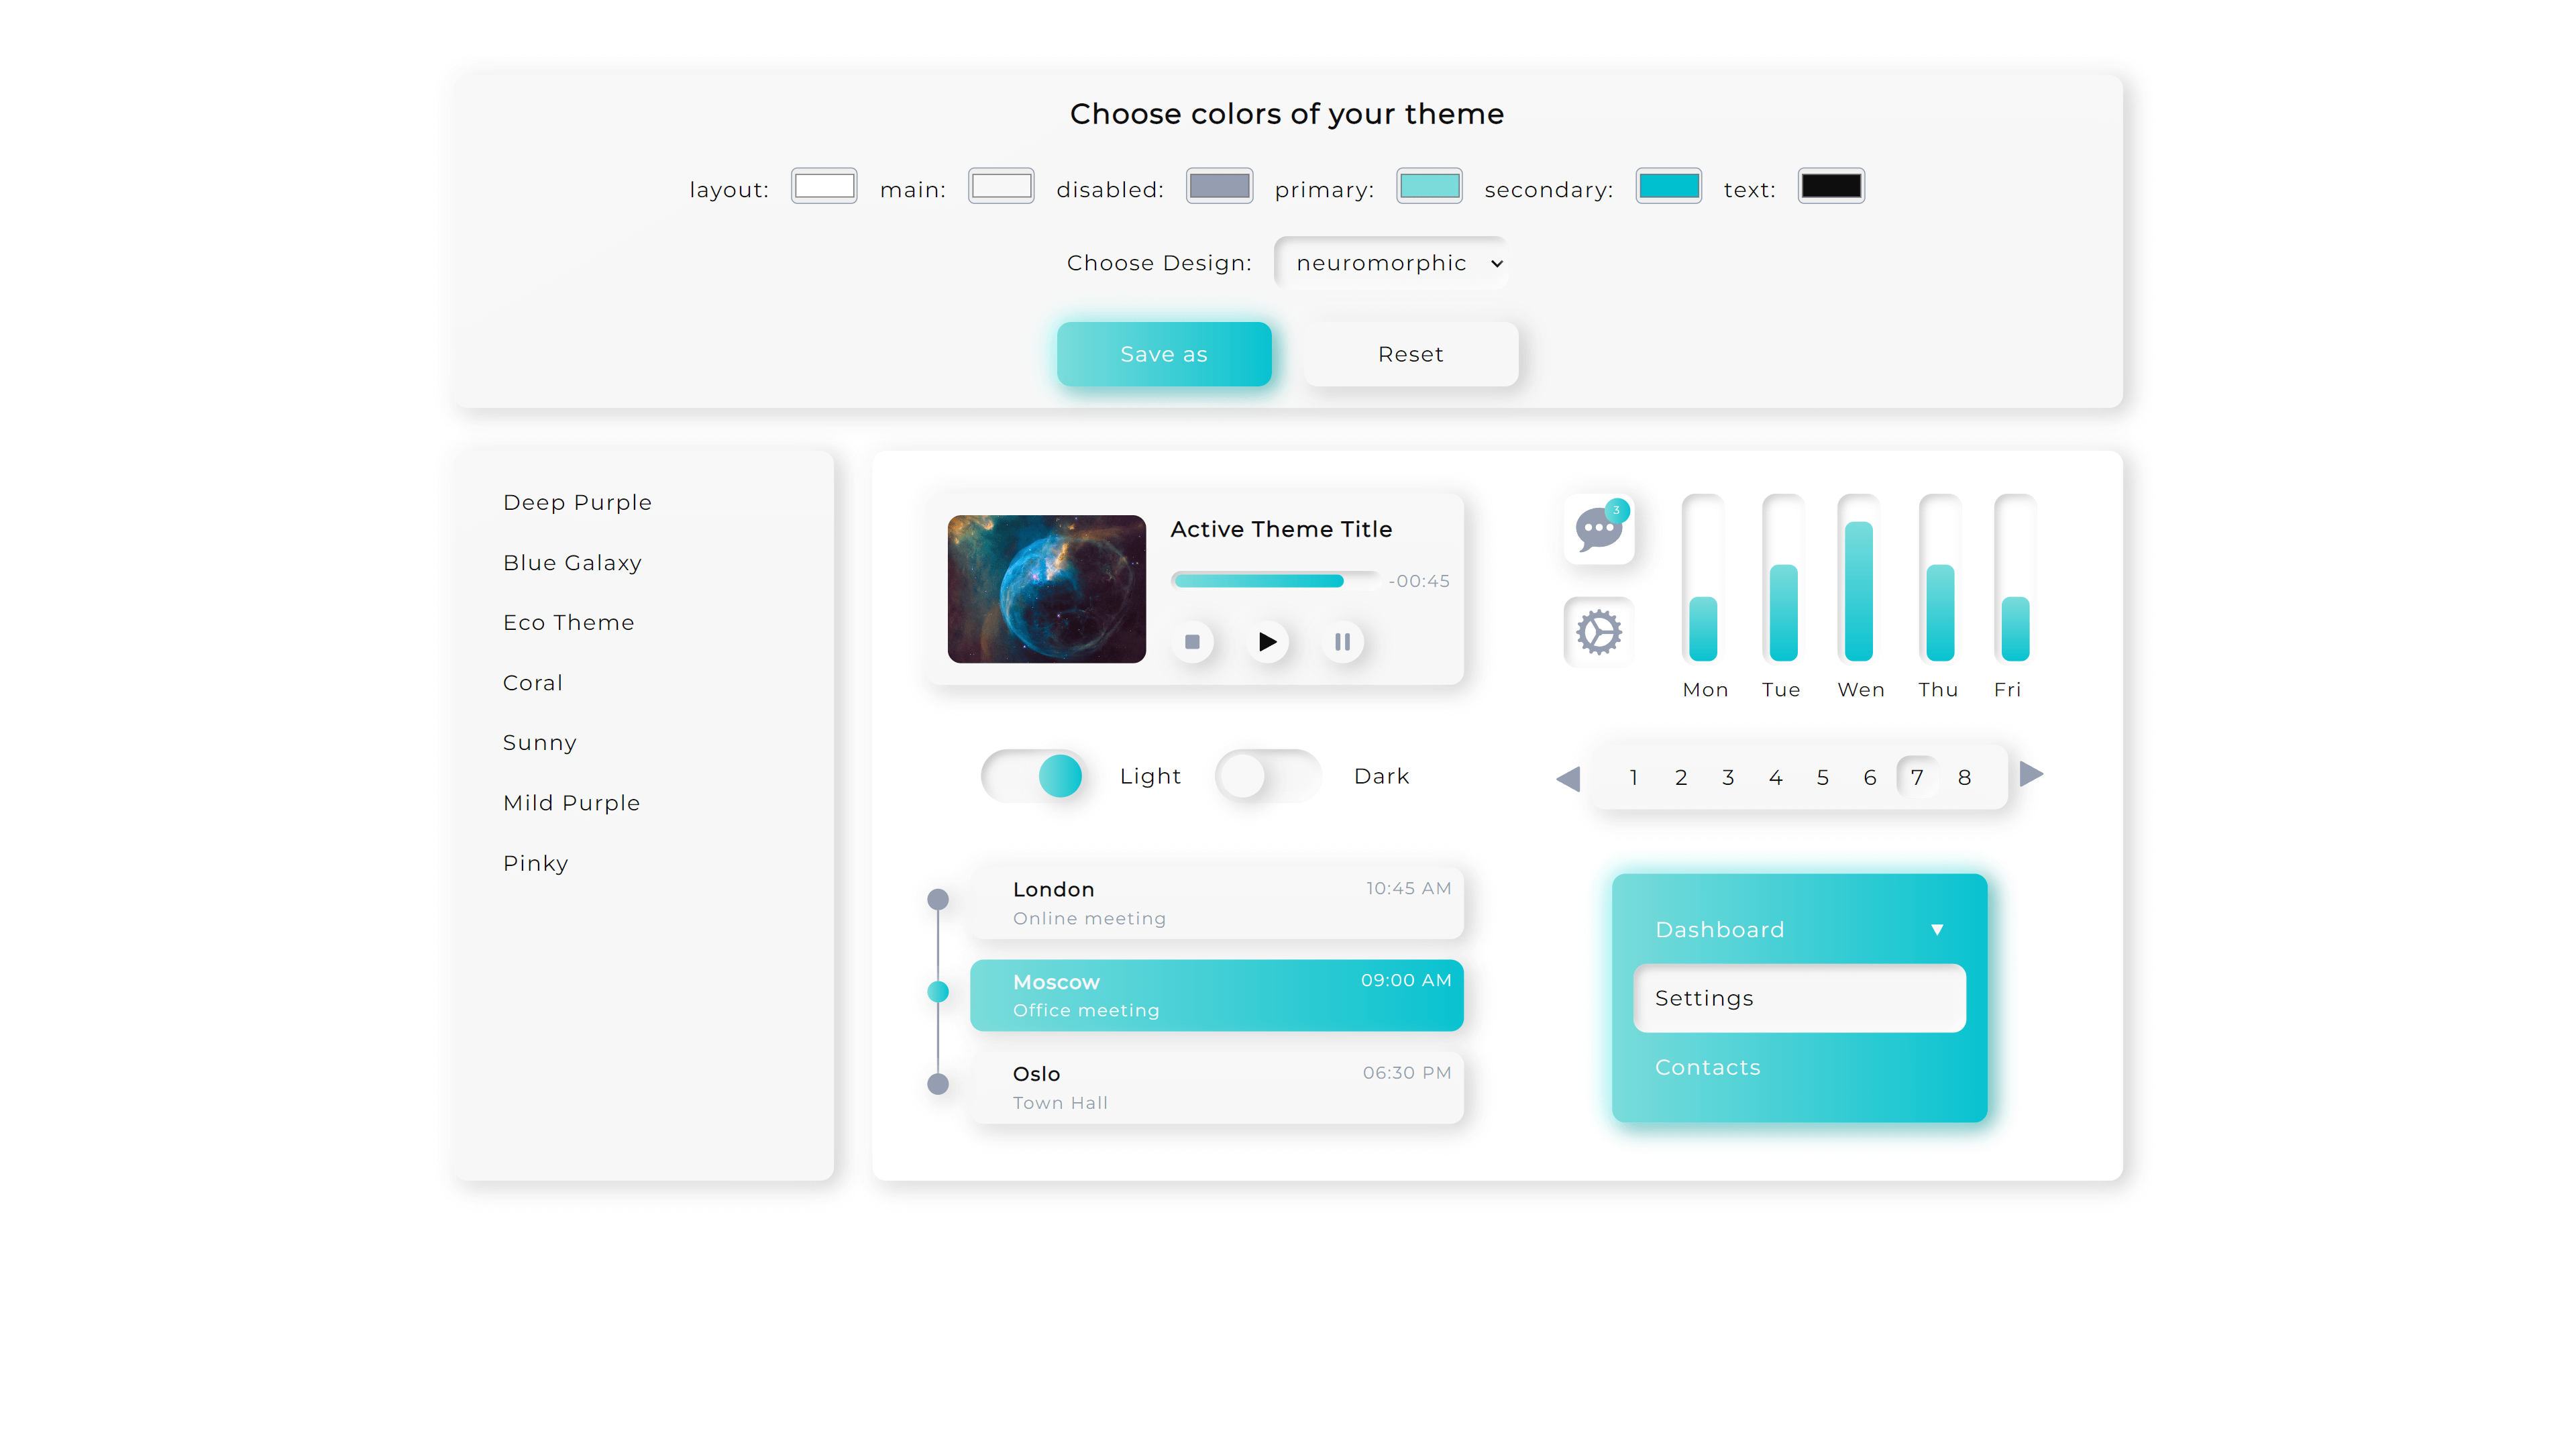 Choose colors of your theme
layout: main: disabled: primary: secondary: text:
Choose Design: neuromorphic
Save as Reset
Deep Purple
Blue Galaxy
Eco Theme
Coral
Sunny
Mild Purple
Pinky
Active Theme Title
-00:45
3
Mon Tue Wen Thu Fri
Light Dark
1 2 3 4 5 6 7 8
London 10:45 AM
Online meeting
Moscow 09:00 AM
Office meeting
Oslo 06:30 PM
Town Hall
Dashboard
Settings
Contacts